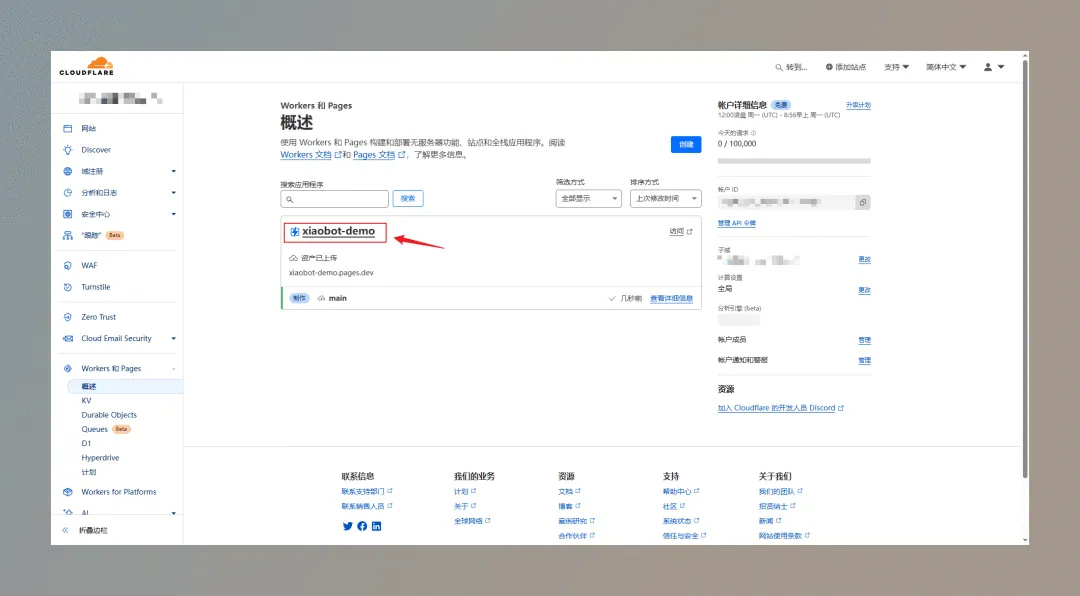 CLOUDFLARE
转到...
添加站点
支持
简体中文
网站
Discover
域注册
分析和日志
安全中心
"跟踪" Beta
WAF
Turnstile
Zero Trust
Cloud Email Security
Workers 和 Pages
概述
KV
Durable Objects
Queues Beta
D1
Hyperdrive
计划
Workers for Platforms
AI
折叠边栏
Workers 和 Pages
概述
使用 Workers 和 Pages 构建和部署无服务器功能、站点和全栈应用程序。阅读
Workers 文档 和 Pages 文档，了解更多信息。
创建
搜索应用程序
搜索
筛选方式
全部显示
排序方式
上次修改时间
xiaobot-demo
访问
资产已上传
xiaobot-demo.pages.dev
制作 main
几秒前 查看详细信息
帐户详细信息 免费
升级计划
12:00凌晨 周一 (UTC) - 8:56早上 周一 (UTC)
今天的请求
0 / 100,000
帐户 ID
管理 API 令牌
子域
更改
计算设置
全局
更改
分析引擎 (beta)
帐户成员
管理
帐户通知和警报
管理
资源
加入 Cloudflare 的开发人员 Discord
联系信息
联系支持部门
联系销售人员
我们的业务
计划
关于
全球网络
资源
文档
博客
案例研究
合作伙伴
支持
帮助中心
社区
系统状态
信任与安全
关于我们
我们的团队
招贤纳士
新闻
网站使用条款